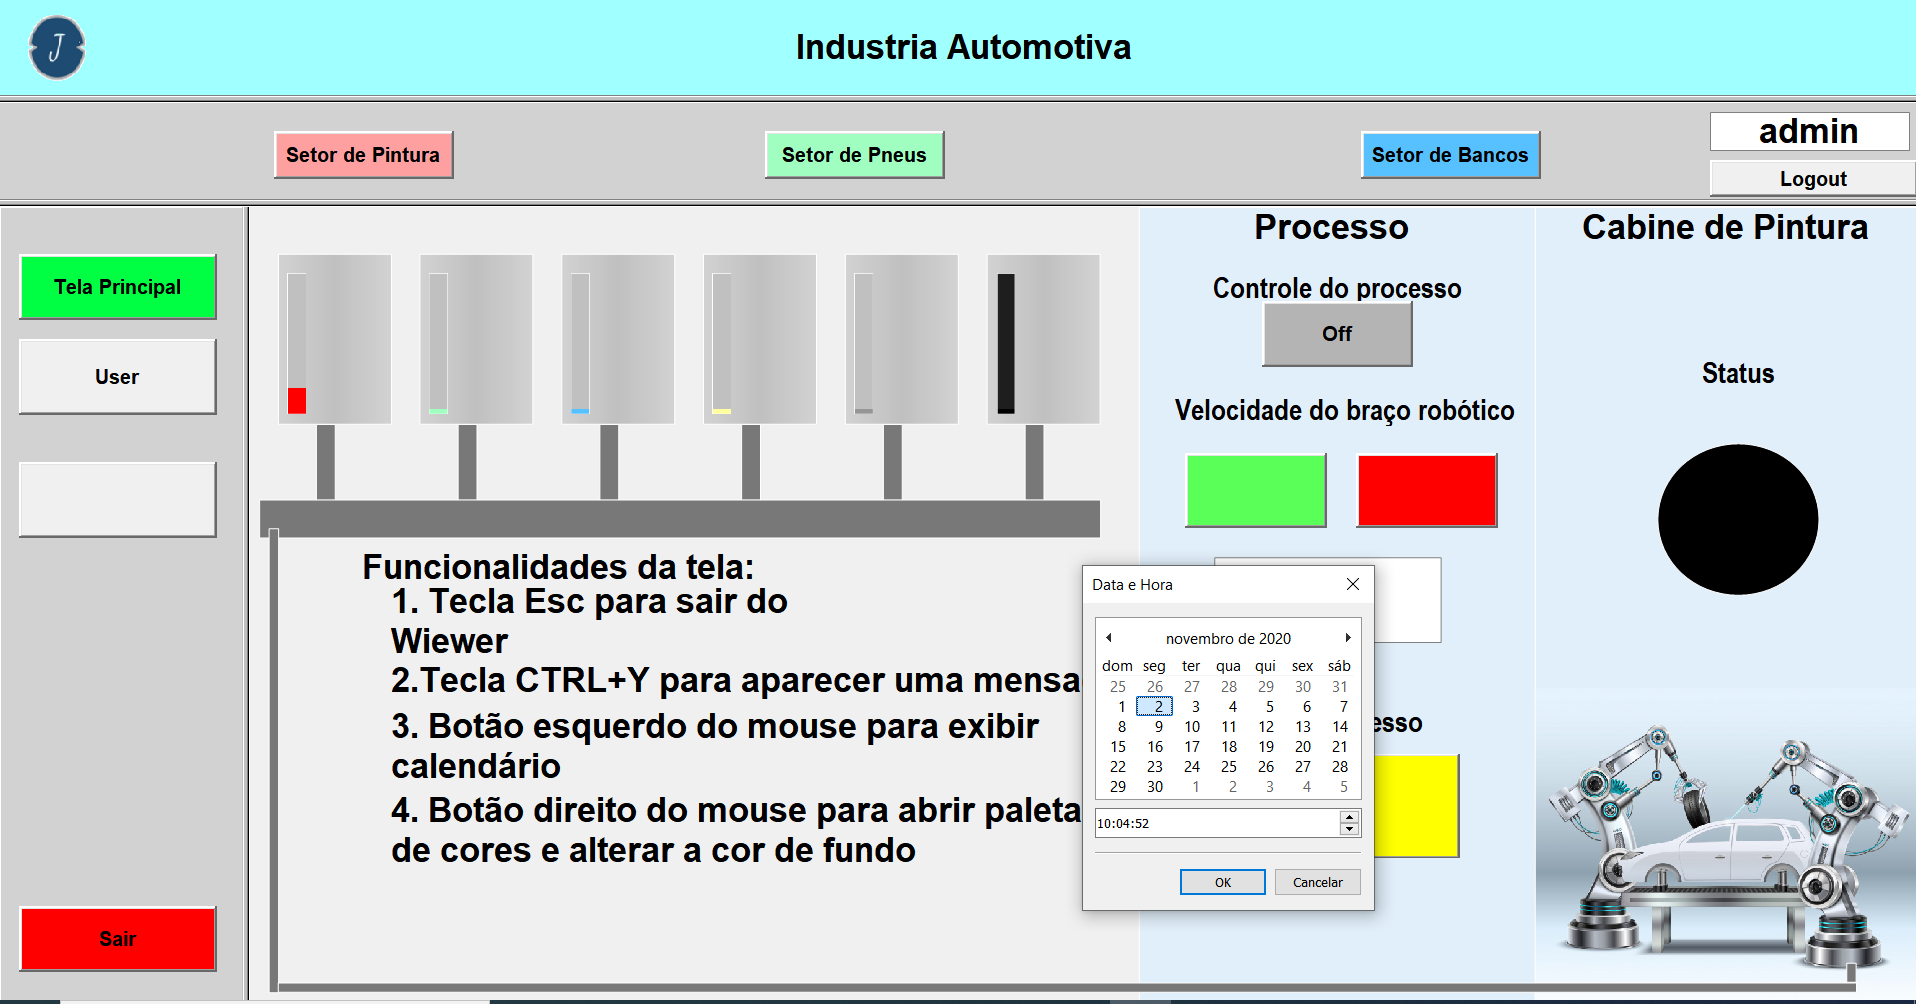 J
Industria Automotiva
Setor de Pintura
Setor de Pneus
Setor de Bancos
admin
Logout
Tela Principal
User
Sair
Funcionalidades da tela:
1. Tecla Esc para sair do
Wiewer
2.Tecla CTRL+Y para aparecer uma mensa
3. Botão esquerdo do mouse para exibir
calendário
4. Botão direito do mouse para abrir paleta
de cores e alterar a cor de fundo
Processo
Controle do processo
Off
Velocidade do braço robótico
esso
Data e Hora
novembro de 2020
dom seg ter qua qui sex sáb
25 26 27 28 29 30 31
1 2 3 4 5 6 7
8 9 10 11 12 13 14
15 16 17 18 19 20 21
22 23 24 25 26 27 28
29 30 1 2 3 4 5
10:04:52
OK Cancelar
Cabine de Pintura
Status